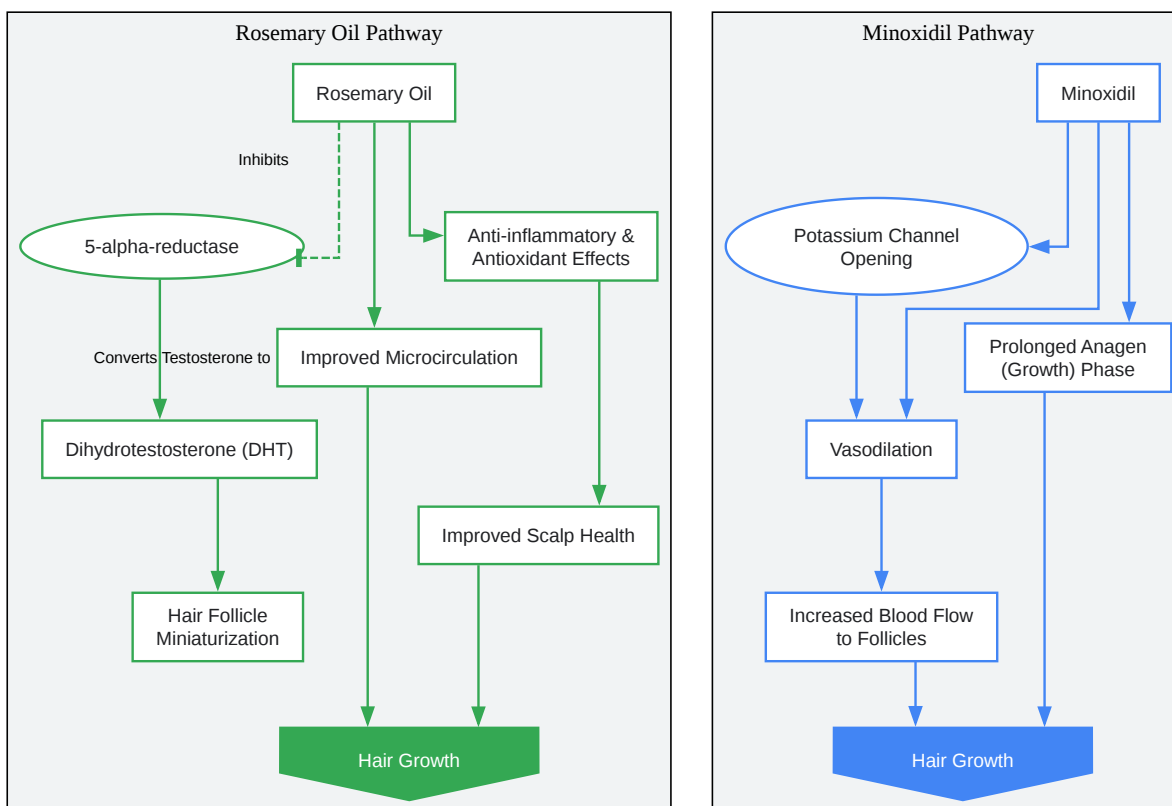 Rosemary Oil Pathway
Rosemary Oil
Inhibits
5-alpha-reductase
Anti-inflammatory &
Antioxidant Effects
Converts Testosterone to
Improved Microcirculation
Dihydrotestosterone (DHT)
Improved Scalp Health
Hair Follicle
Miniaturization
Hair Growth
Minoxidil Pathway
Minoxidil
Potassium Channel
Opening
Prolonged Anagen
(Growth) Phase
Vasodilation
Increased Blood Flow
to Follicles
Hair Growth